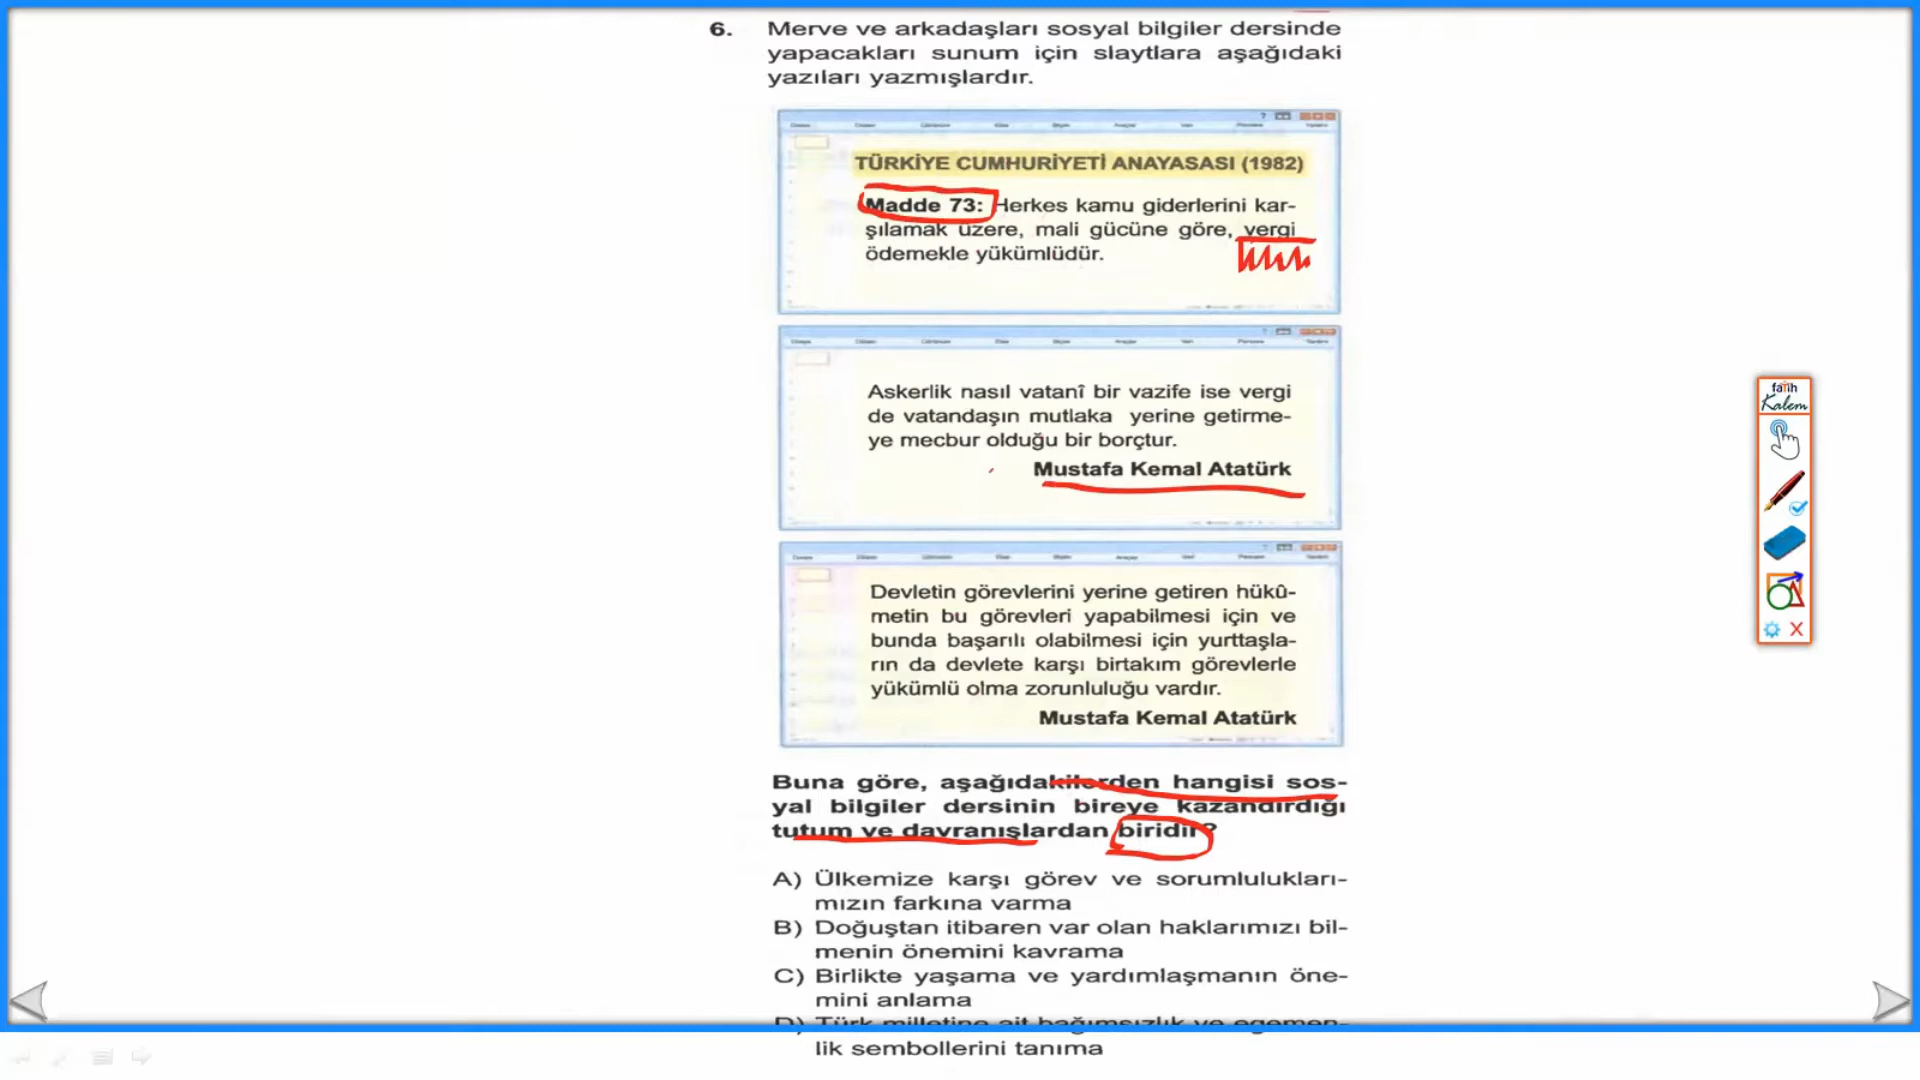 6. Merve ve arkadaşları sosyal bilgiler dersinde
yapacakları sunum için slaytlara aşağıdaki
yazıları yazmışlardır.
TÜRKİYE CUMHURİYETİ ANAYASASI (1982)
Madde 73: Herkes kamu giderlerini kar-
şılamak üzere, mali gücüne göre, vergi
ödemekle yükümlüdür.
Askerlik nasıl vatanî bir vazife ise vergi
de vatandaşın mutlaka yerine getirme-
ye mecbur olduğu bir borçtur.
Mustafa Kemal Atatürk
Devletin görevlerini yerine getiren hükû-
metin bu görevleri yapabilmesi için ve
bunda başarılı olabilmesi için yurttaşla-
rın da devlete karşı birtakım görevlerle
yükümlü olma zorunluluğu vardır.
Mustafa Kemal Atatürk
Buna göre, aşağıdakilerden hangisi sos-
yal bilgiler dersinin bireye kazandırdığı
tutum ve davranışlardan biridir?
A) Ülkemize karşı görev ve sorumlulukları-
mızın farkına varma
B) Doğuştan itibaren var olan haklarımızı bil-
menin önemini kavrama
C) Birlikte yaşama ve yardımlaşmanın öne-
mini anlama
D) Türk milletine ait bağımsızlık ve egemen-
lik sembollerini tanıma
fatih
Kalem